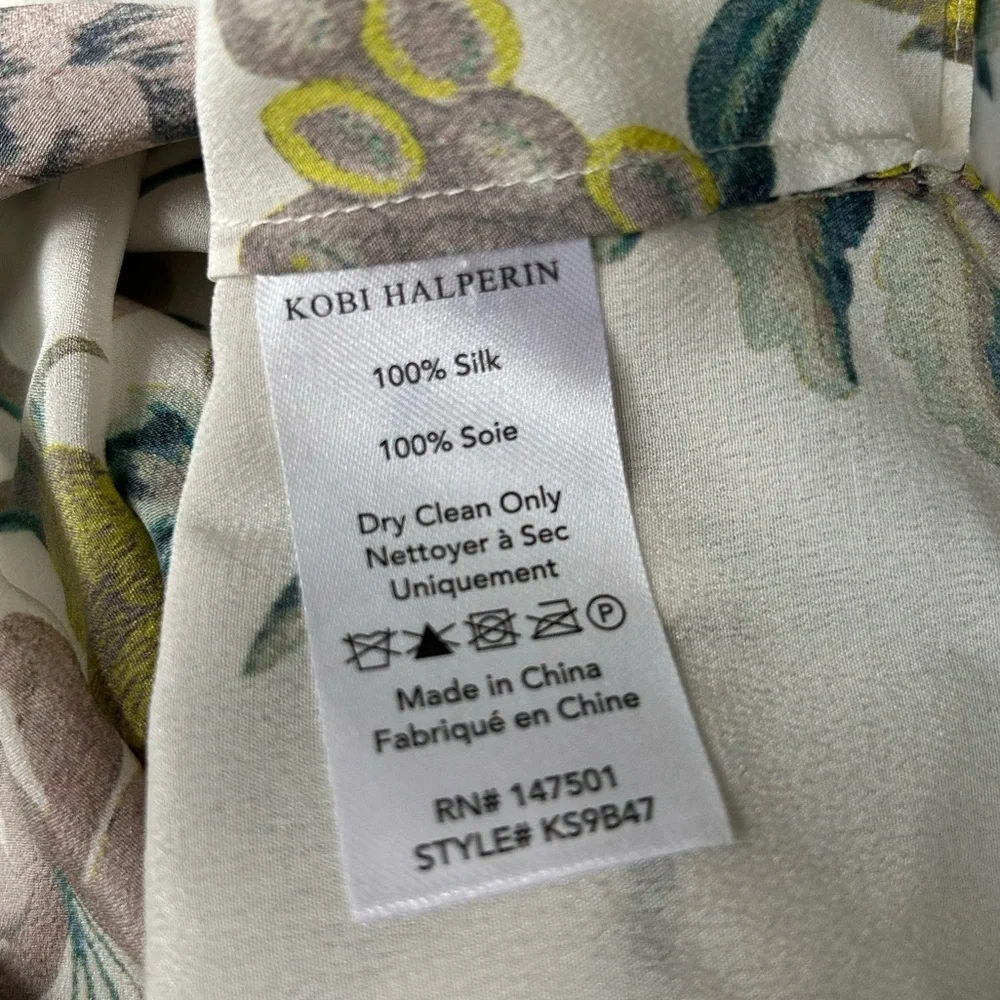 KOBI HALPERIN
100% Silk
100% Soie
Dry Clean Only
Nettoyer à Sec
Uniquement
P
Made in China
Fabriqué en Chine
RN# 147501
STYLE# KS9B47